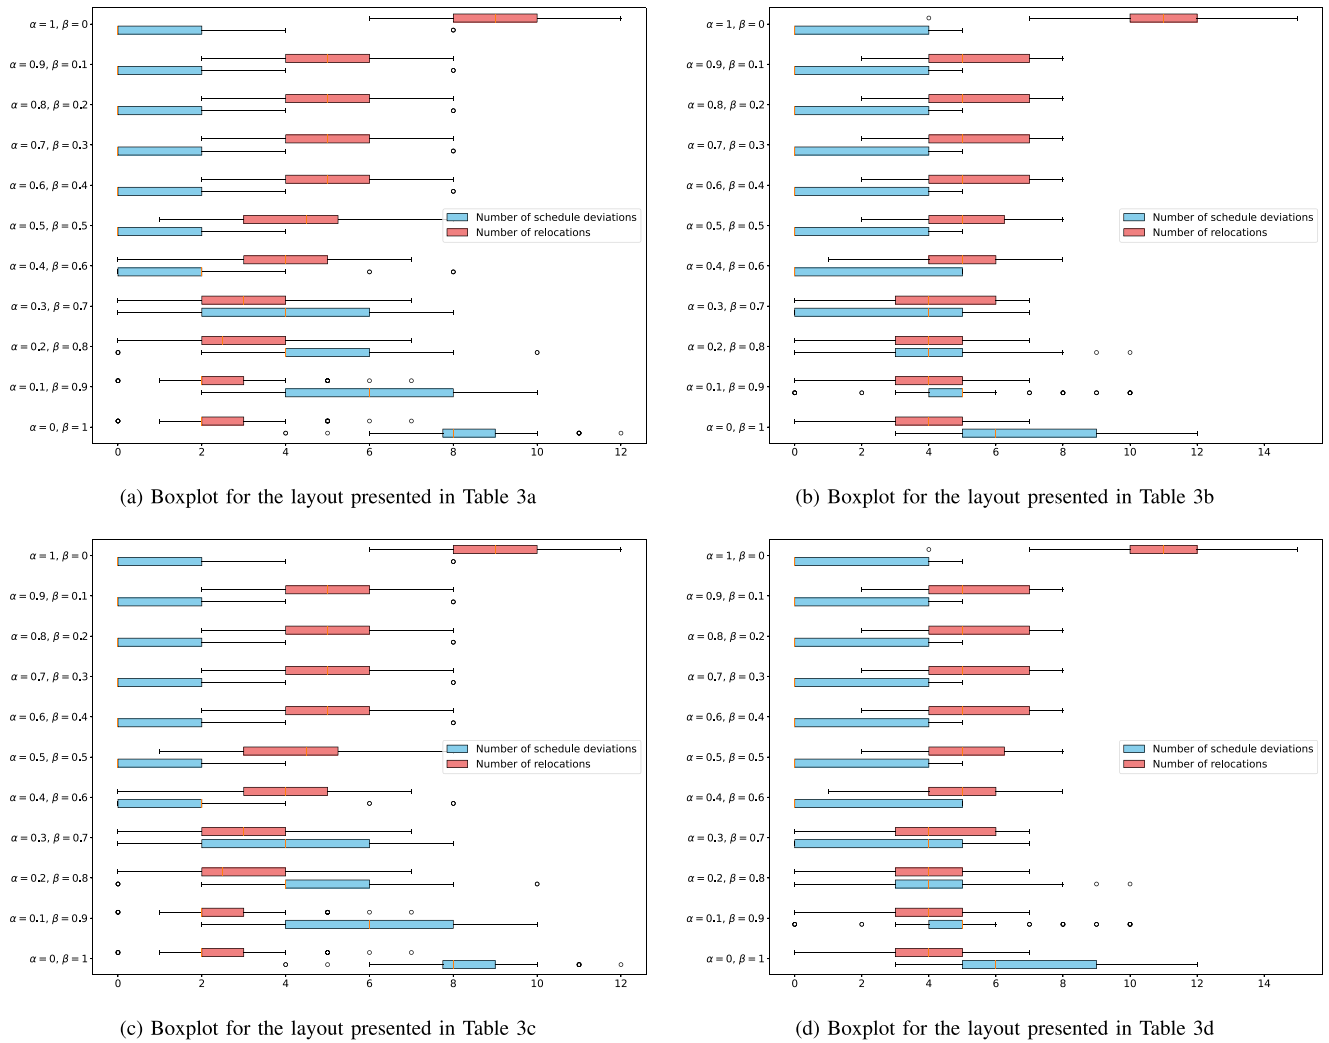 α = 1, β = 0
α = 0.9, β = 0.1
α = 0.8, β = 0.2
α = 0.7, β = 0.3
α = 0.6, β = 0.4
α = 0.5, β = 0.5
α = 0.4, β = 0.6
α = 0.3, β = 0.7
α = 0.2, β = 0.8
α = 0.1, β = 0.9
α = 0, β = 1
Number of schedule deviations
Number of relocations
0 2 4 6 8 10 12
(a) Boxplot for the layout presented in Table 3a
α = 1, β = 0
α = 0.9, β = 0.1
α = 0.8, β = 0.2
α = 0.7, β = 0.3
α = 0.6, β = 0.4
α = 0.5, β = 0.5
α = 0.4, β = 0.6
α = 0.3, β = 0.7
α = 0.2, β = 0.8
α = 0.1, β = 0.9
α = 0, β = 1
Number of schedule deviations
Number of relocations
0 2 4 6 8 10 12 14
(b) Boxplot for the layout presented in Table 3b
α = 1, β = 0
α = 0.9, β = 0.1
α = 0.8, β = 0.2
α = 0.7, β = 0.3
α = 0.6, β = 0.4
α = 0.5, β = 0.5
α = 0.4, β = 0.6
α = 0.3, β = 0.7
α = 0.2, β = 0.8
α = 0.1, β = 0.9
α = 0, β = 1
Number of schedule deviations
Number of relocations
0 2 4 6 8 10 12
(c) Boxplot for the layout presented in Table 3c
α = 1, β = 0
α = 0.9, β = 0.1
α = 0.8, β = 0.2
α = 0.7, β = 0.3
α = 0.6, β = 0.4
α = 0.5, β = 0.5
α = 0.4, β = 0.6
α = 0.3, β = 0.7
α = 0.2, β = 0.8
α = 0.1, β = 0.9
α = 0, β = 1
Number of schedule deviations
Number of relocations
0 2 4 6 8 10 12 14
(d) Boxplot for the layout presented in Table 3d